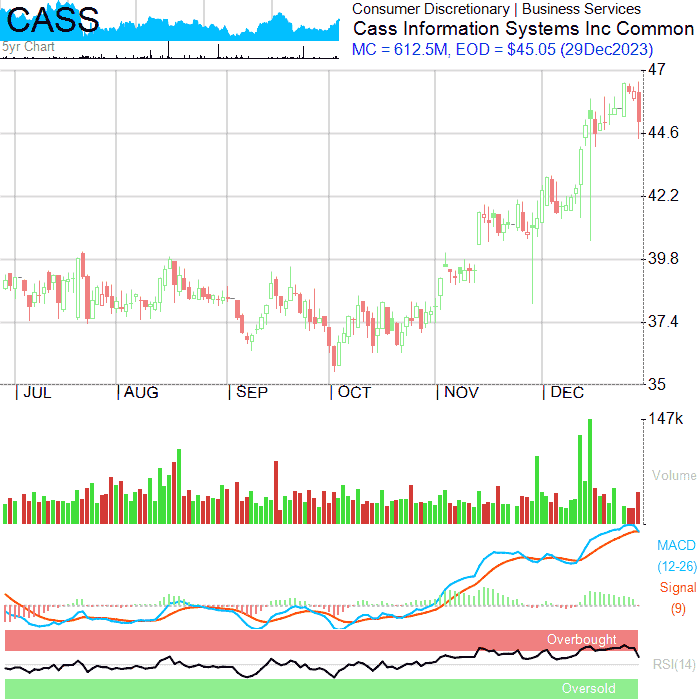 CASS
5yr Chart
Consumer Discretionary | Business Services
Cass Information Systems Inc Common
MC = 612.5M, EOD = $45.05 (29Dec2023)
47
44.6
42.2
39.8
37.4
35
JUL AUG SEP OCT NOV DEC
147k
Volume
MACD
(12-26)
Signal
(9)
Overbought
RSI(14)
Oversold